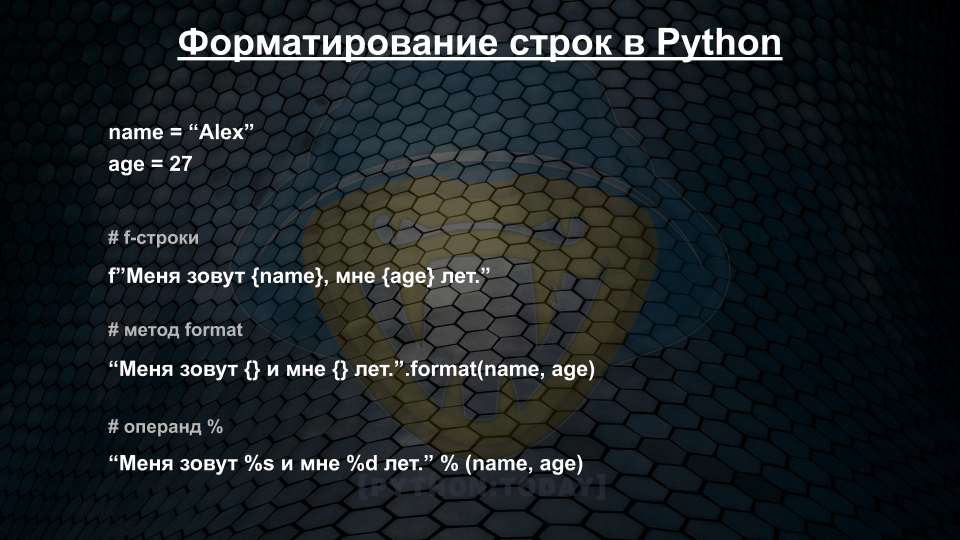 Форматирование строк в Python
name = “Alex”
age = 27
# f-строки
f”Меня зовут {name}, мне {age} лет.”
# метод format
“Меня зовут {} и мне {} лет.”.format(name, age)
# операнд %
“Меня зовут %s и мне %d лет.” % (name, age)
[PYTHON:TODAY]